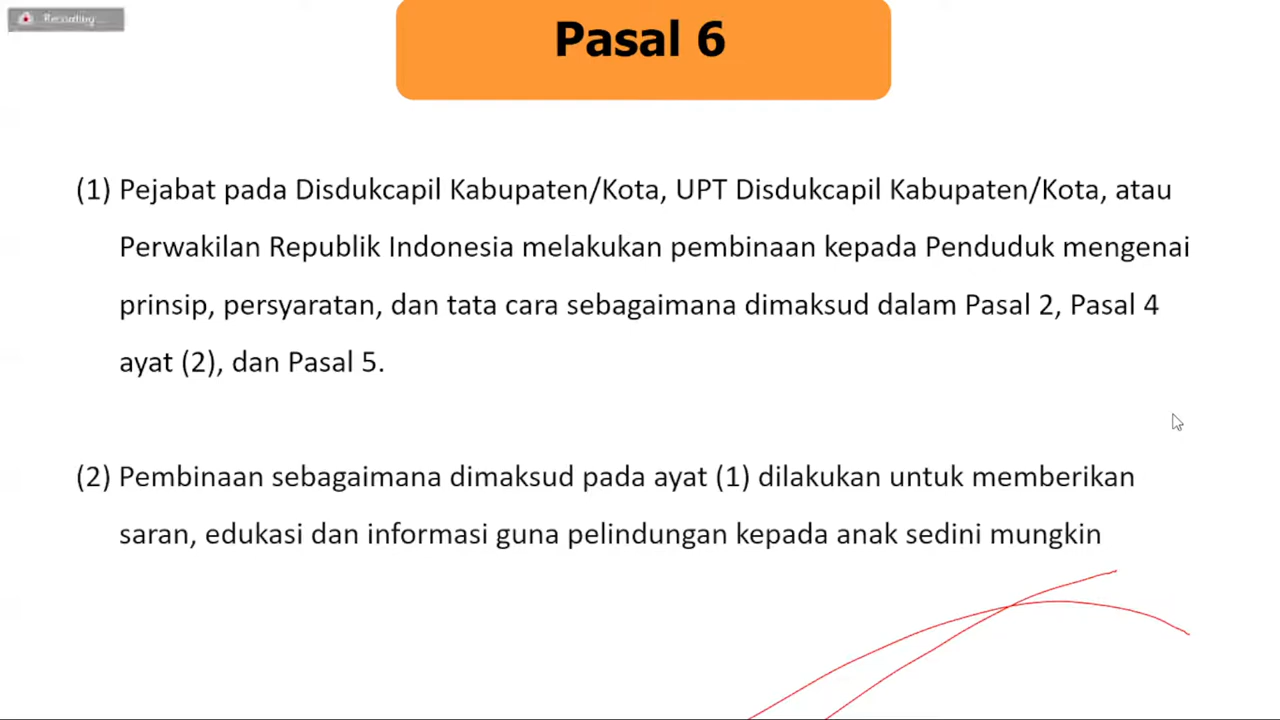 Recording...
Pasal 6
(1) Pejabat pada Disdukcapil Kabupaten/Kota, UPT Disdukcapil Kabupaten/Kota, atau
Perwakilan Republik Indonesia melakukan pembinaan kepada Penduduk mengenai
prinsip, persyaratan, dan tata cara sebagaimana dimaksud dalam Pasal 2, Pasal 4
ayat (2), dan Pasal 5.
(2) Pembinaan sebagaimana dimaksud pada ayat (1) dilakukan untuk memberikan
saran, edukasi dan informasi guna pelindungan kepada anak sedini mungkin